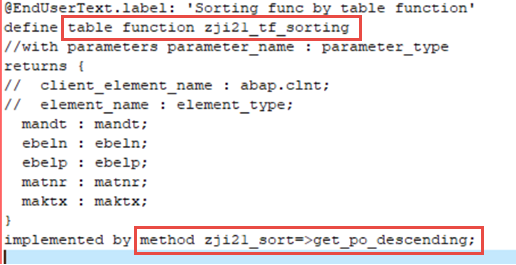 @EndUserText.label: 'Sorting func by table function'
define table function zji21_tf_sorting
//with parameters parameter_name : parameter_type
returns {
//  client_element_name : abap.clnt;
//  element_name : element_type;
  mandt : mandt;
  ebeln : ebeln;
  ebelp : ebelp;
  matnr : matnr;
  maktx : maktx;
}
implemented by method zji21_sort=>get_po_descending;